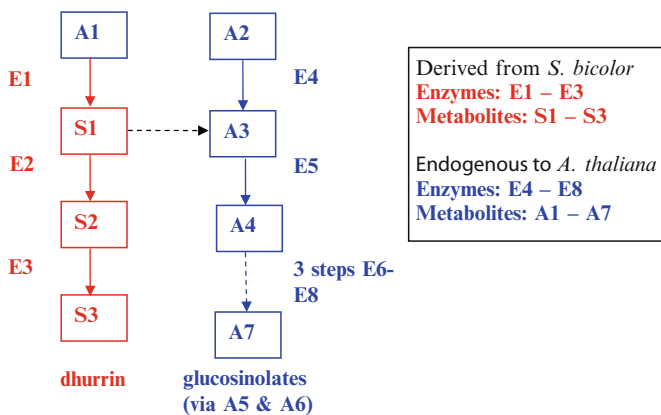 A1
A2
E1
E4
S1
A3
E2
E5
S2
A4
E3
3 steps E6-
E8
S3
A7
dhurrin
glucosinolates
(via A5 & A6)
Derived from S. bicolor
Enzymes: E1 – E3
Metabolites: S1 – S3
Endogenous to A. thaliana
Enzymes: E4 – E8
Metabolites: A1 – A7